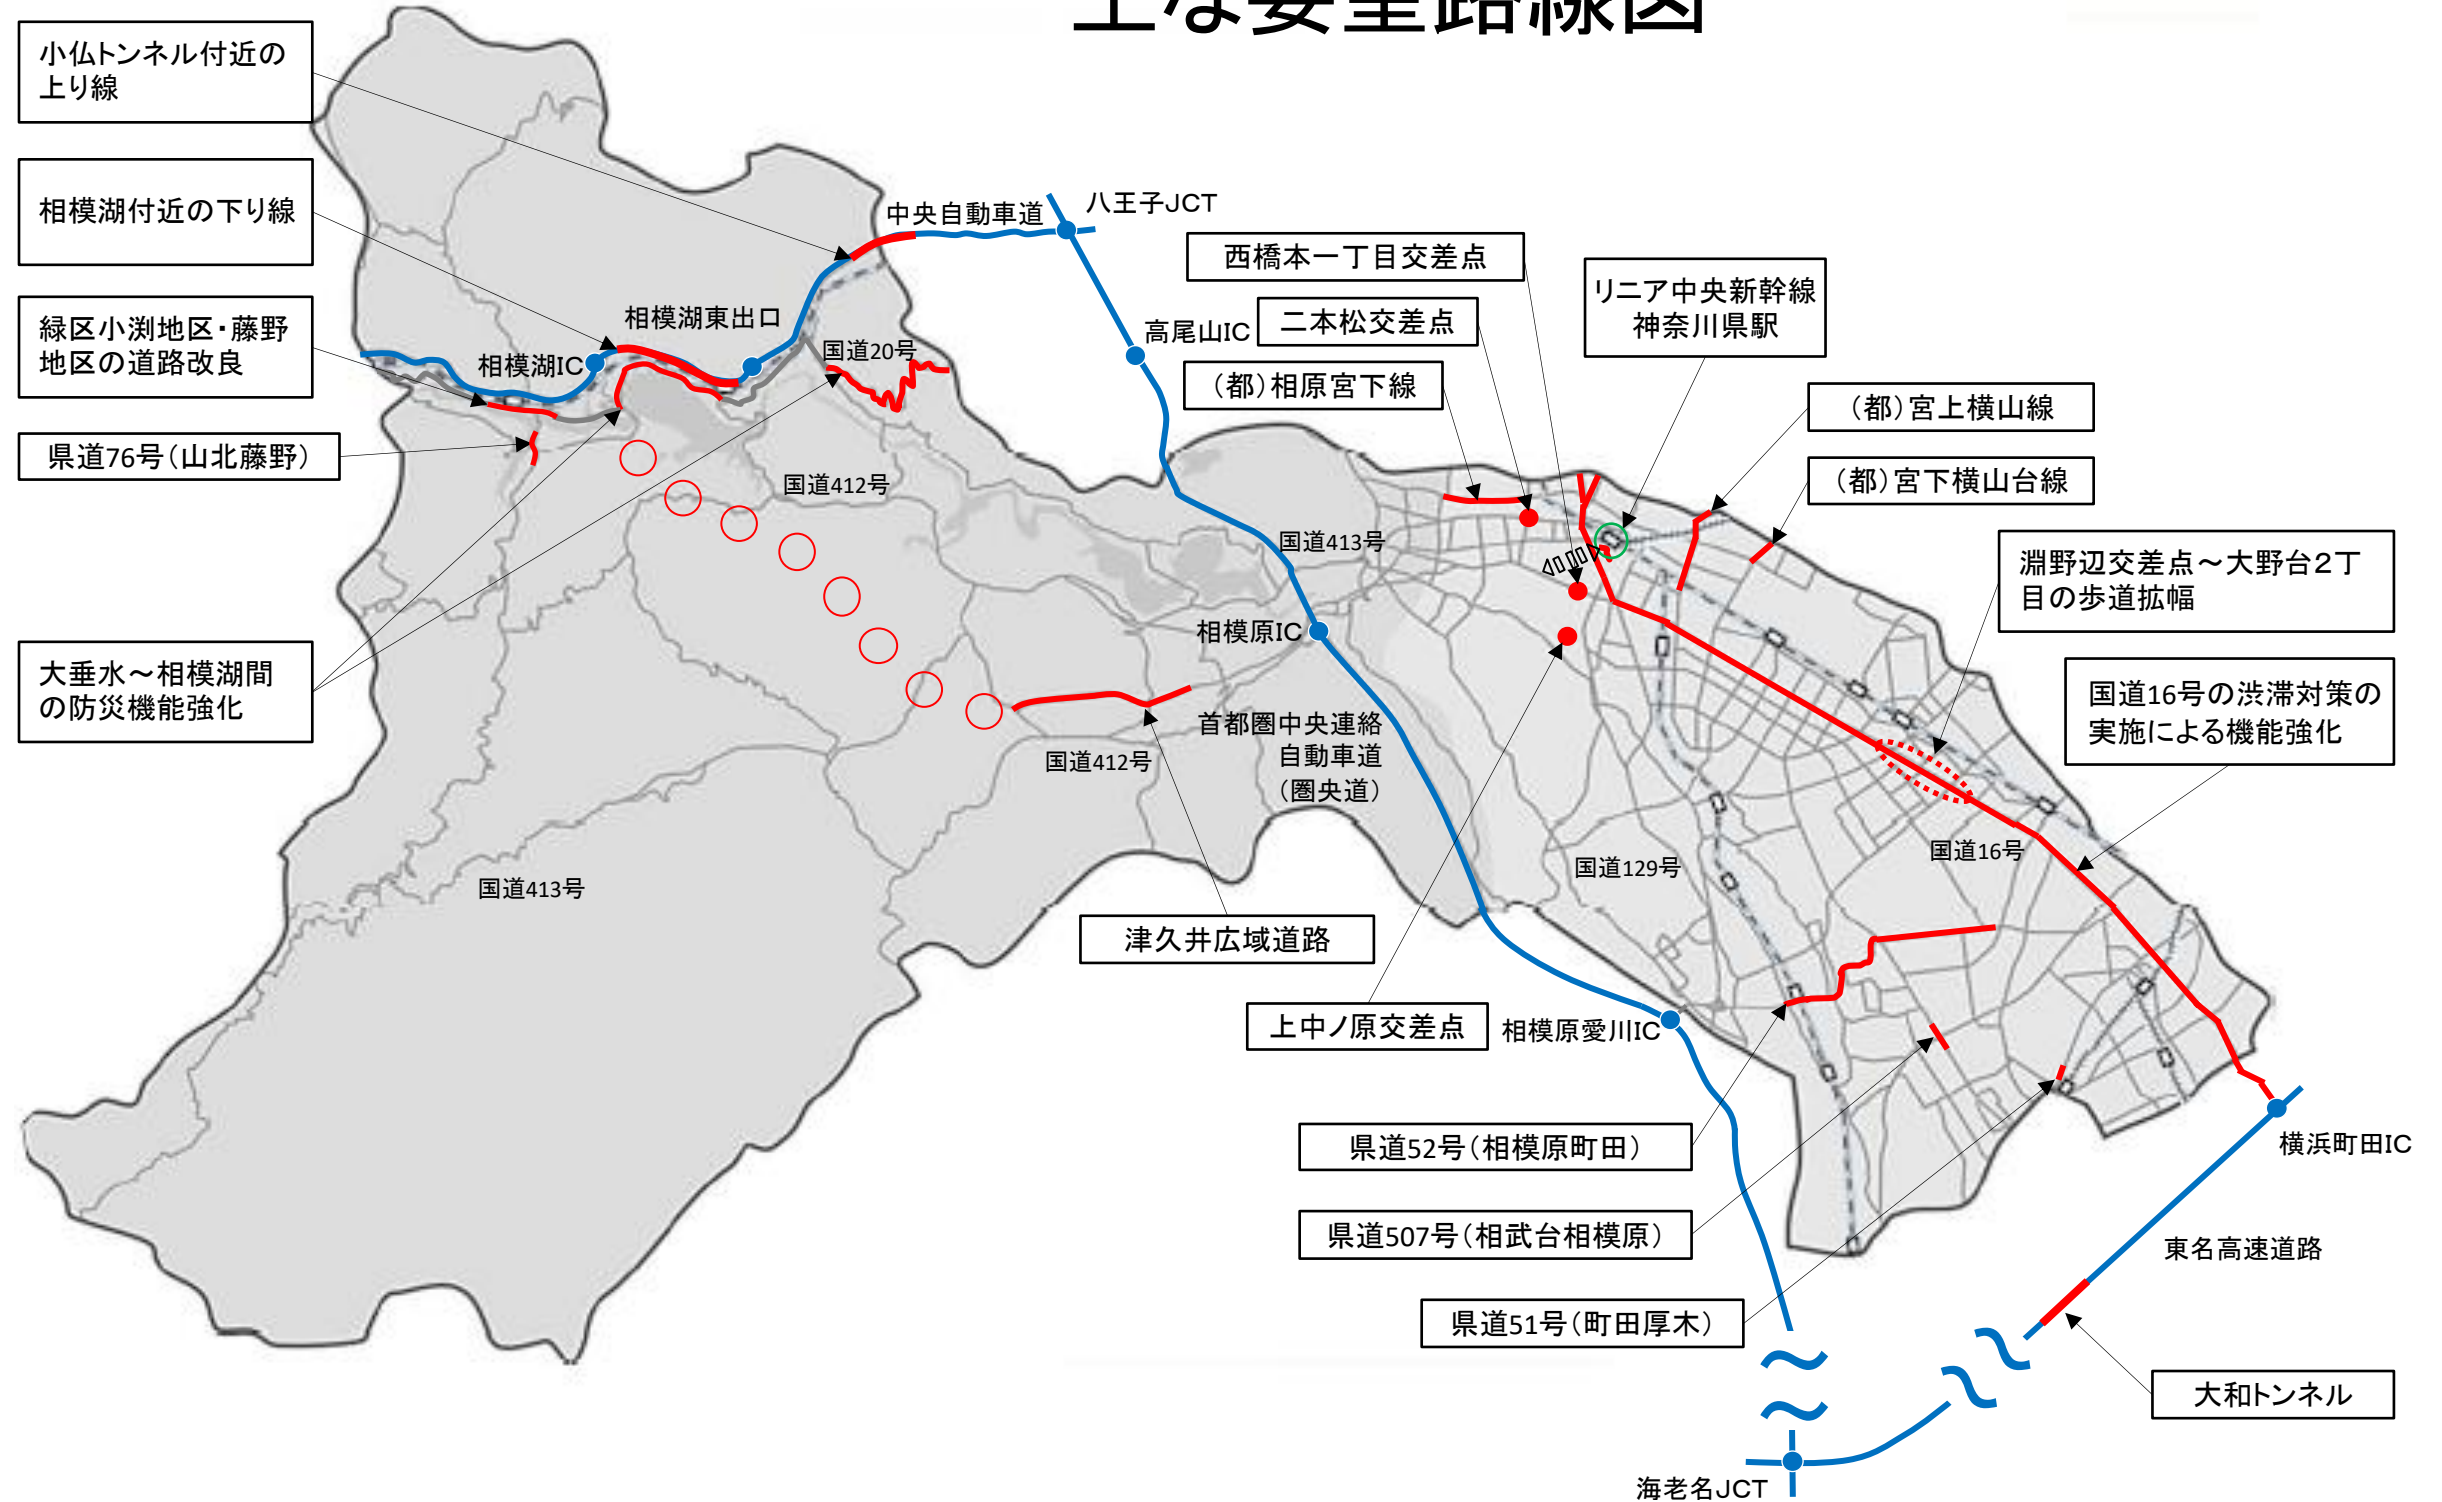 主な要望路線図
小仏トンネル付近の
上り線
相模湖付近の下り線
緑区小渕地区・藤野
地区の道路改良
県道76号（山北藤野）
大垂水～相模湖間
の防災機能強化
中央自動車道
八王子JCT
相模湖東出口
相模湖IC
国道20号
高尾山IC
国道412号
国道413号
西橋本一丁目交差点
二本松交差点
（都）相原宮下線
リニア中央新幹線
神奈川県駅
（都）宮上横山線
（都）宮下横山台線
淵野辺交差点～大野台２丁
目の歩道拡幅
国道16号の渋滞対策の
実施による機能強化
相模原IC
首都圏中央連絡
自動車道
（圏央道）
国道412号
国道413号
国道129号
国道16号
津久井広域道路
上中ノ原交差点
相模原愛川IC
県道52号（相模原町田）
県道507号（相武台相模原）
県道51号（町田厚木）
横浜町田IC
東名高速道路
大和トンネル
海老名JCT